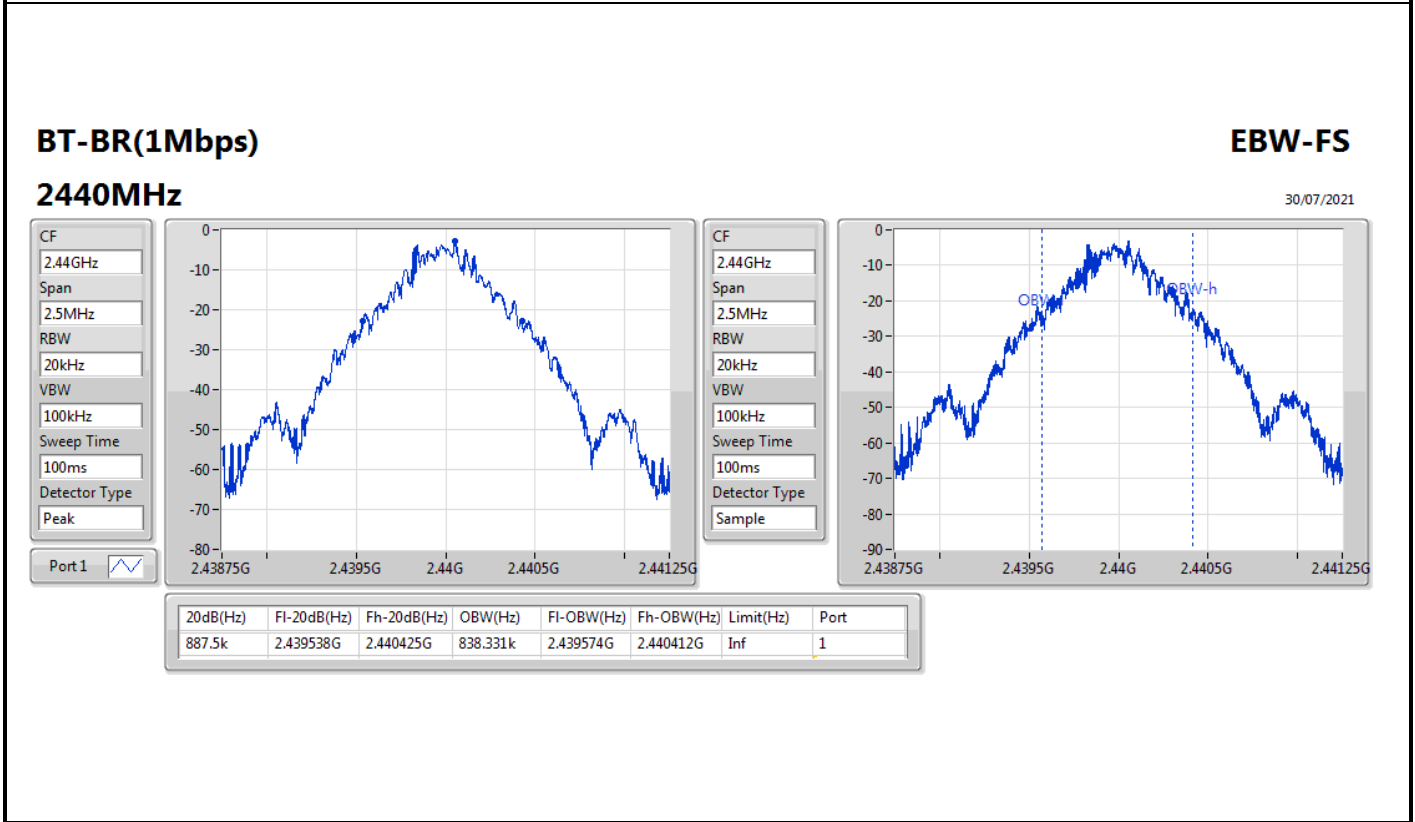 BT-BR(1Mbps)
EBW-FS
2440MHz
30/07/2021
CF
2.44GHz
Span
2.5MHz
RBW
20kHz
VBW
100kHz
Sweep Time
100ms
Detector Type
Peak
Port 1
0
-10
-20
-30
-40
-50
-60
-70
-80
2.43875G 2.4395G 2.44G 2.4405G 2.44125G
CF
2.44GHz
Span
2.5MHz
RBW
20kHz
VBW
100kHz
Sweep Time
100ms
Detector Type
Sample
0
-10
-20
-30
-40
-50
-60
-70
-80
-90
OBW-h
2.43875G 2.4395G 2.44G 2.4405G 2.44125G
20dB(Hz) Fl-20dB(Hz) Fh-20dB(Hz) OBW(Hz) Fl-OBW(Hz) Fh-OBW(Hz) Limit(Hz) Port
887.5k 2.439538G 2.440425G 838.331k 2.439574G 2.440412G Inf 1